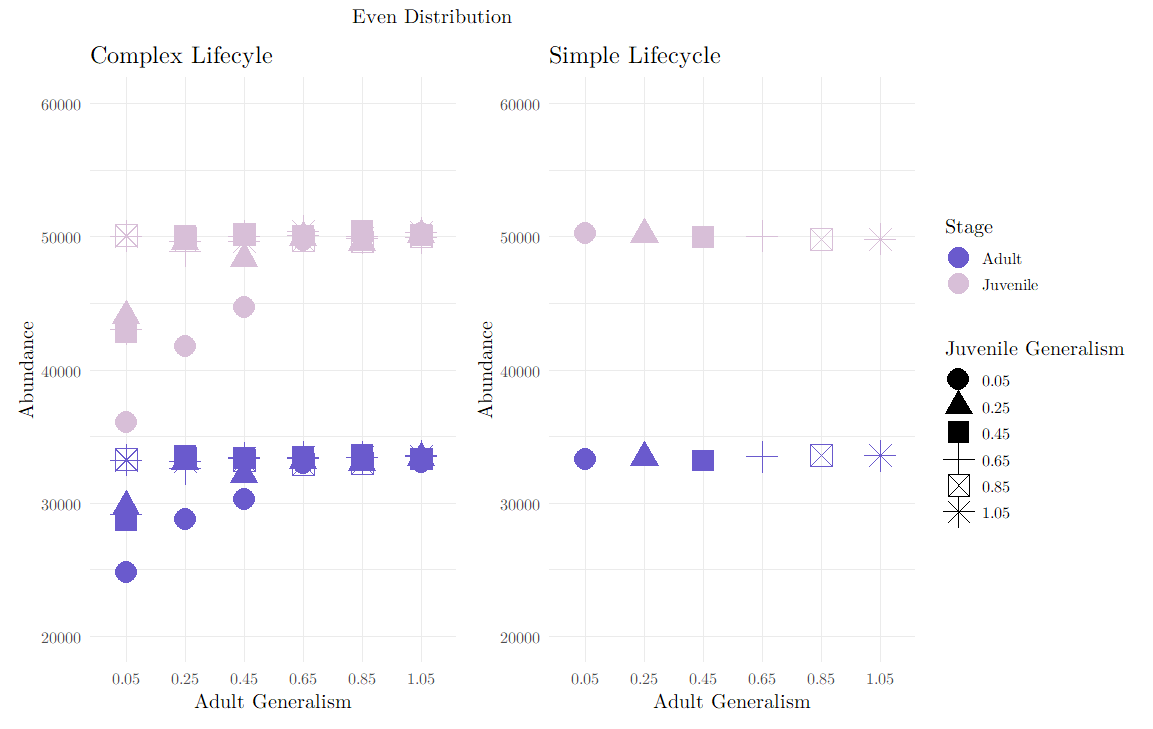 Even Distribution
Complex Lifecyle
Simple Lifecycle
60000
50000
40000
30000
20000
Abundance
0.05 0.25 0.45 0.65 0.85 1.05
Adult Generalism
60000
50000
40000
30000
20000
Abundance
0.05 0.25 0.45 0.65 0.85 1.05
Adult Generalism
Stage
Adult
Juvenile
Juvenile Generalism
0.05
0.25
0.45
0.65
0.85
1.05